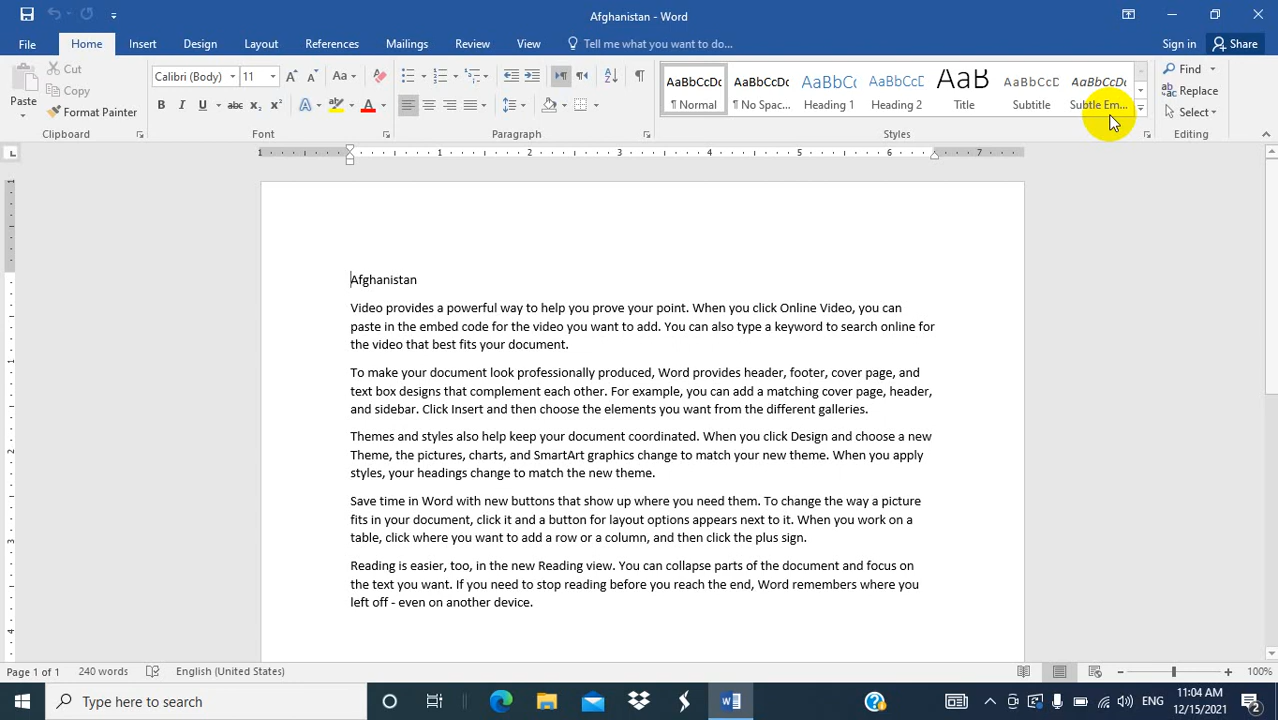 Afghanistan - Word
File Home Insert Design Layout References Mailings Review View Tell me what you want to do... Sign in Share
Paste
Cut
Copy
Format Painter
Clipboard
Calibri (Body) 11 Aa
B I U abc A A
Font
Paragraph
AaBbCcDc AaBbCcDc AaBbCc AaBbCcD AaB AaBbCcD AaBbCcDc
¶ Normal ¶ No Spac... Heading 1 Heading 2 Title Subtitle Subtle Em...
Styles
Find
Replace
Select
Editing
1 1 2 3 4 5 6 7
Afghanistan
Video provides a powerful way to help you prove your point. When you click Online Video, you can
paste in the embed code for the video you want to add. You can also type a keyword to search online for
the video that best fits your document.
To make your document look professionally produced, Word provides header, footer, cover page, and
text box designs that complement each other. For example, you can add a matching cover page, header,
and sidebar. Click Insert and then choose the elements you want from the different galleries.
Themes and styles also help keep your document coordinated. When you click Design and choose a new
Theme, the pictures, charts, and SmartArt graphics change to match your new theme. When you apply
styles, your headings change to match the new theme.
Save time in Word with new buttons that show up where you need them. To change the way a picture
fits in your document, click it and a button for layout options appears next to it. When you work on a
table, click where you want to add a row or a column, and then click the plus sign.
Reading is easier, too, in the new Reading view. You can collapse parts of the document and focus on
the text you want. If you need to stop reading before you reach the end, Word remembers where you
left off - even on another device.
Page 1 of 1 240 words English (United States) 100%
Type here to search
ENG
11:04 AM
12/15/2021
2